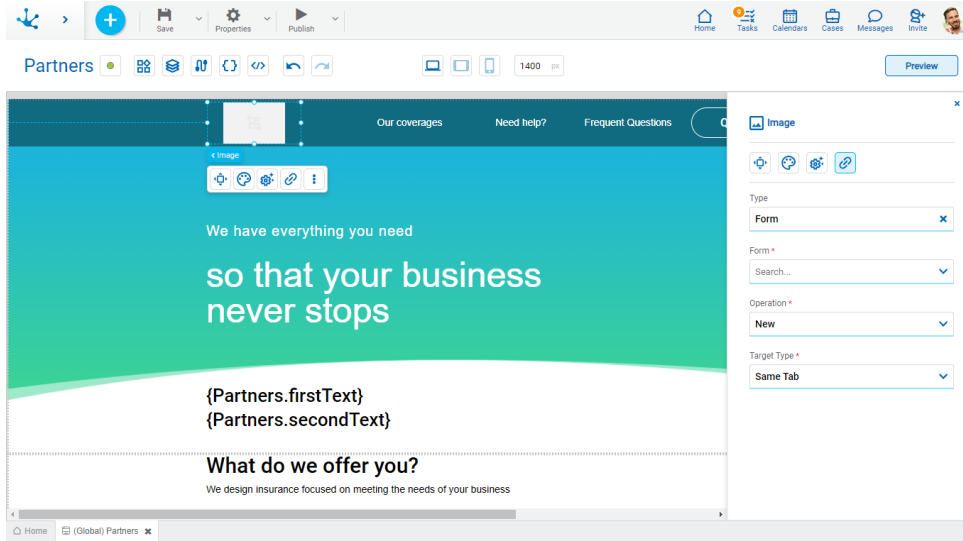 Save
Properties
Publish
Home
9
Tasks
Calendars
Cases
Messages
Invite
Partners
1400 px
Preview
Our coverages
Need help?
Frequent Questions
Q
Image
We have everything you need
so that your business
never stops
{Partners.firstText}
{Partners.secondText}
What do we offer you?
We design insurance focused on meeting the needs of your business
Image
Type
Form
Form *
Search...
Operation *
New
Target Type *
Same Tab
Home
(Global) Partners